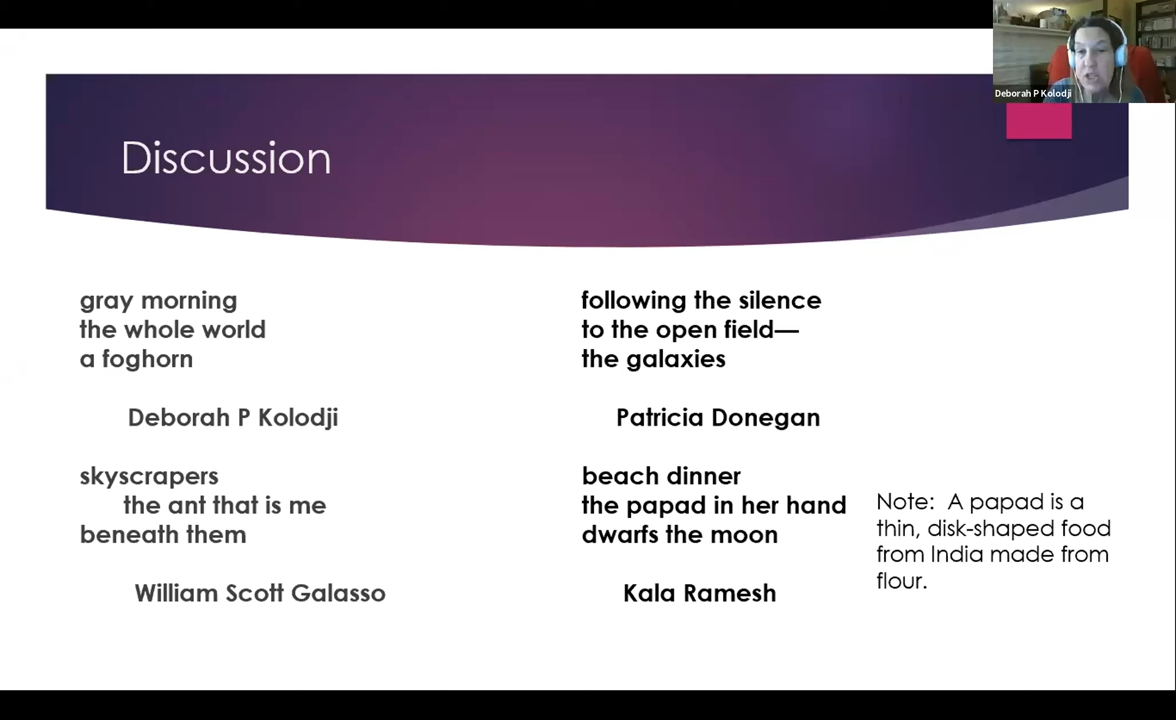 Deborah P Kolodji
Discussion
gray morning
the whole world
a foghorn
Deborah P Kolodji
skyscrapers
the ant that is me
beneath them
William Scott Galasso
following the silence
to the open field—
the galaxies
Patricia Donegan
beach dinner
the papad in her hand
dwarfs the moon
Kala Ramesh
Note: A papad is a
thin, disk-shaped food
from India made from
flour.